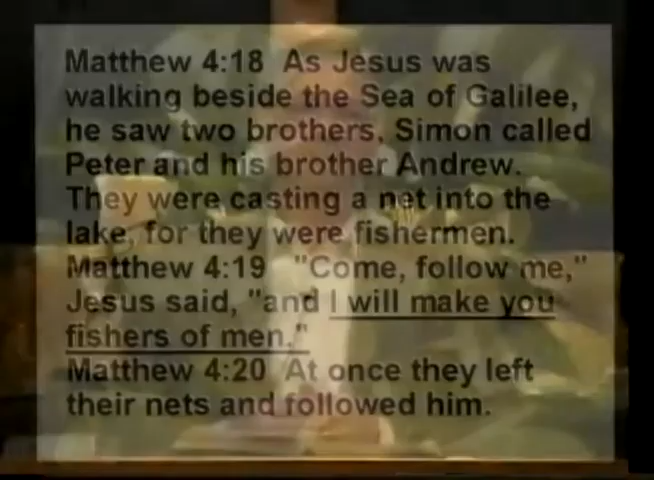 Matthew 4:18 As Jesus was
walking beside the Sea of Galilee,
he saw two brothers, Simon called
Peter and his brother Andrew.
They were casting a net into the
lake, for they were fishermen.
Matthew 4:19 "Come, follow me,"
Jesus said, "and I will make you
fishers of men."
Matthew 4:20 At once they left
their nets and followed him.